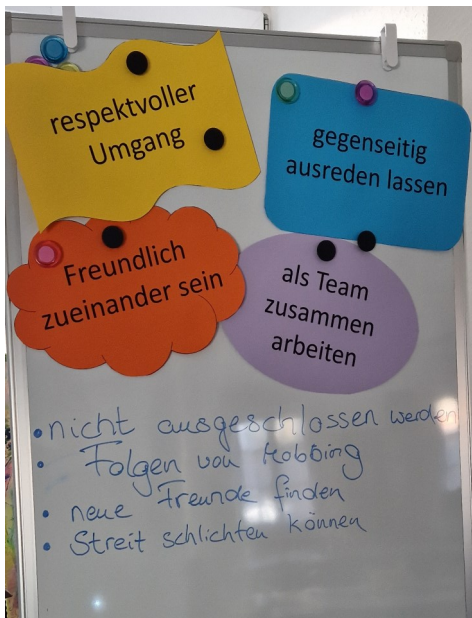 respektvoller
Umgang
gegenseitig
ausreden lassen
Freundlich
zueinander sein
als Team
zusammen
arbeiten
• nicht ausgeschlossen werden
• Folgen von Mobbing
• neue Freunde finden
• Streit schlichten können